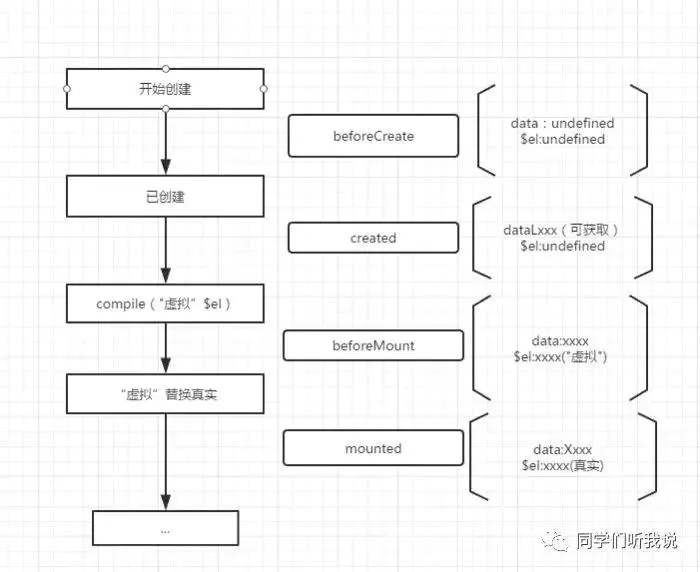 开始创建
beforeCreate
data：undefined
$el:undefined
已创建
created
dataLxxx（可获取）
$el:undefined
compile（"虚拟" $el）
beforeMount
data:xxxx
$el:xxxx("虚拟")
“虚拟”替换真实
mounted
data:Xxxx
$el:xxxx(真实)
...
同学们听我说